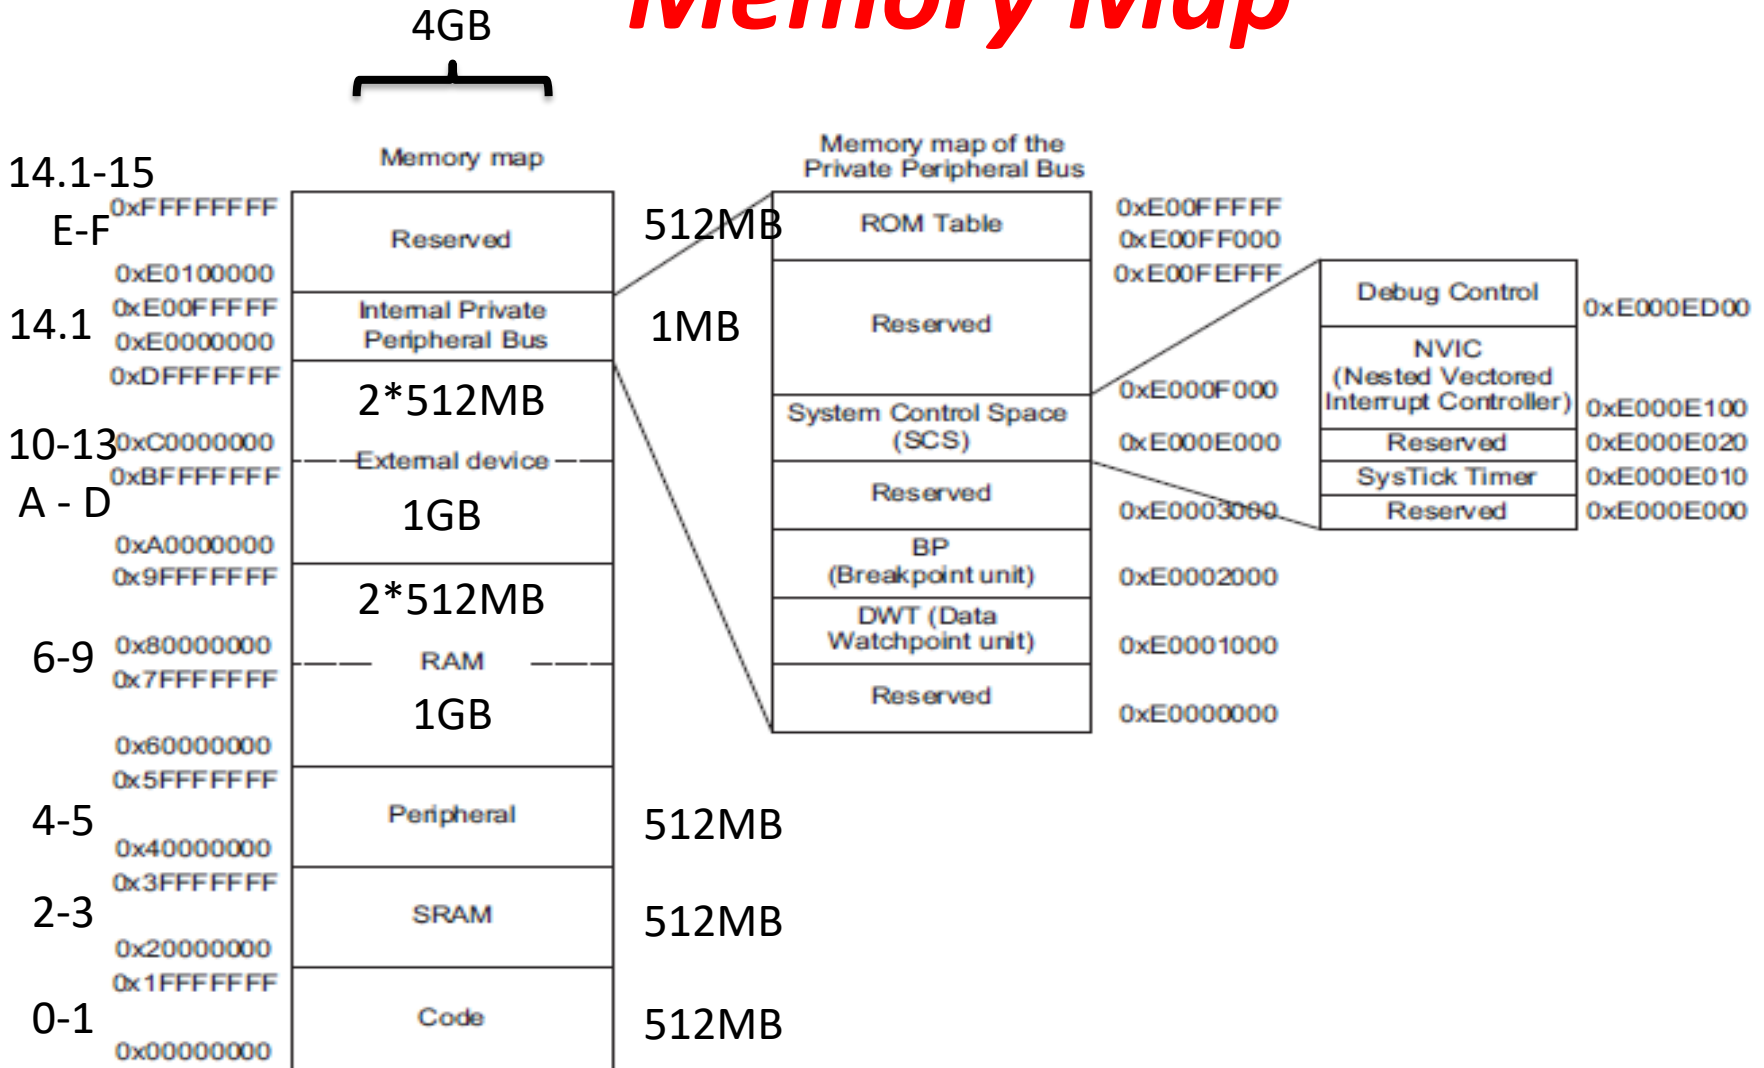 Memory Map
4GB
Memory map
14.1-15
0xFFFFFFFF
E-F
Reserved
512MB
0xE0100000
0xE00FFFFF
14.1
Internal Private
Peripheral Bus
1MB
0xE0000000
0xDFFFFFFF
2*512MB
10-13
0xC0000000
External device
0xBFFFFFFF
A - D
1GB
0xA0000000
0x9FFFFFFF
2*512MB
6-9
0x80000000
RAM
0x7FFFFFFF
1GB
0x60000000
0x5FFFFFFF
4-5
Peripheral
512MB
0x40000000
0x3FFFFFFF
2-3
SRAM
512MB
0x20000000
0x1FFFFFFF
0-1
Code
512MB
0x00000000
Memory map of the
Private Peripheral Bus
ROM Table
0xE00FFFFF
0xE00FF000
0xE00FEFFF
Reserved
0xE000F000
System Control Space
(SCS)
0xE000E000
Reserved
0xE0003000
BP
(Breakpoint unit)
0xE0002000
DWT (Data
Watchpoint unit)
0xE0001000
Reserved
0xE0000000
Debug Control
0xE000ED00
NVIC
(Nested Vectored
Interrupt Controller)
0xE000E100
Reserved
0xE000E020
SysTick Timer
0xE000E010
Reserved
0xE000E000